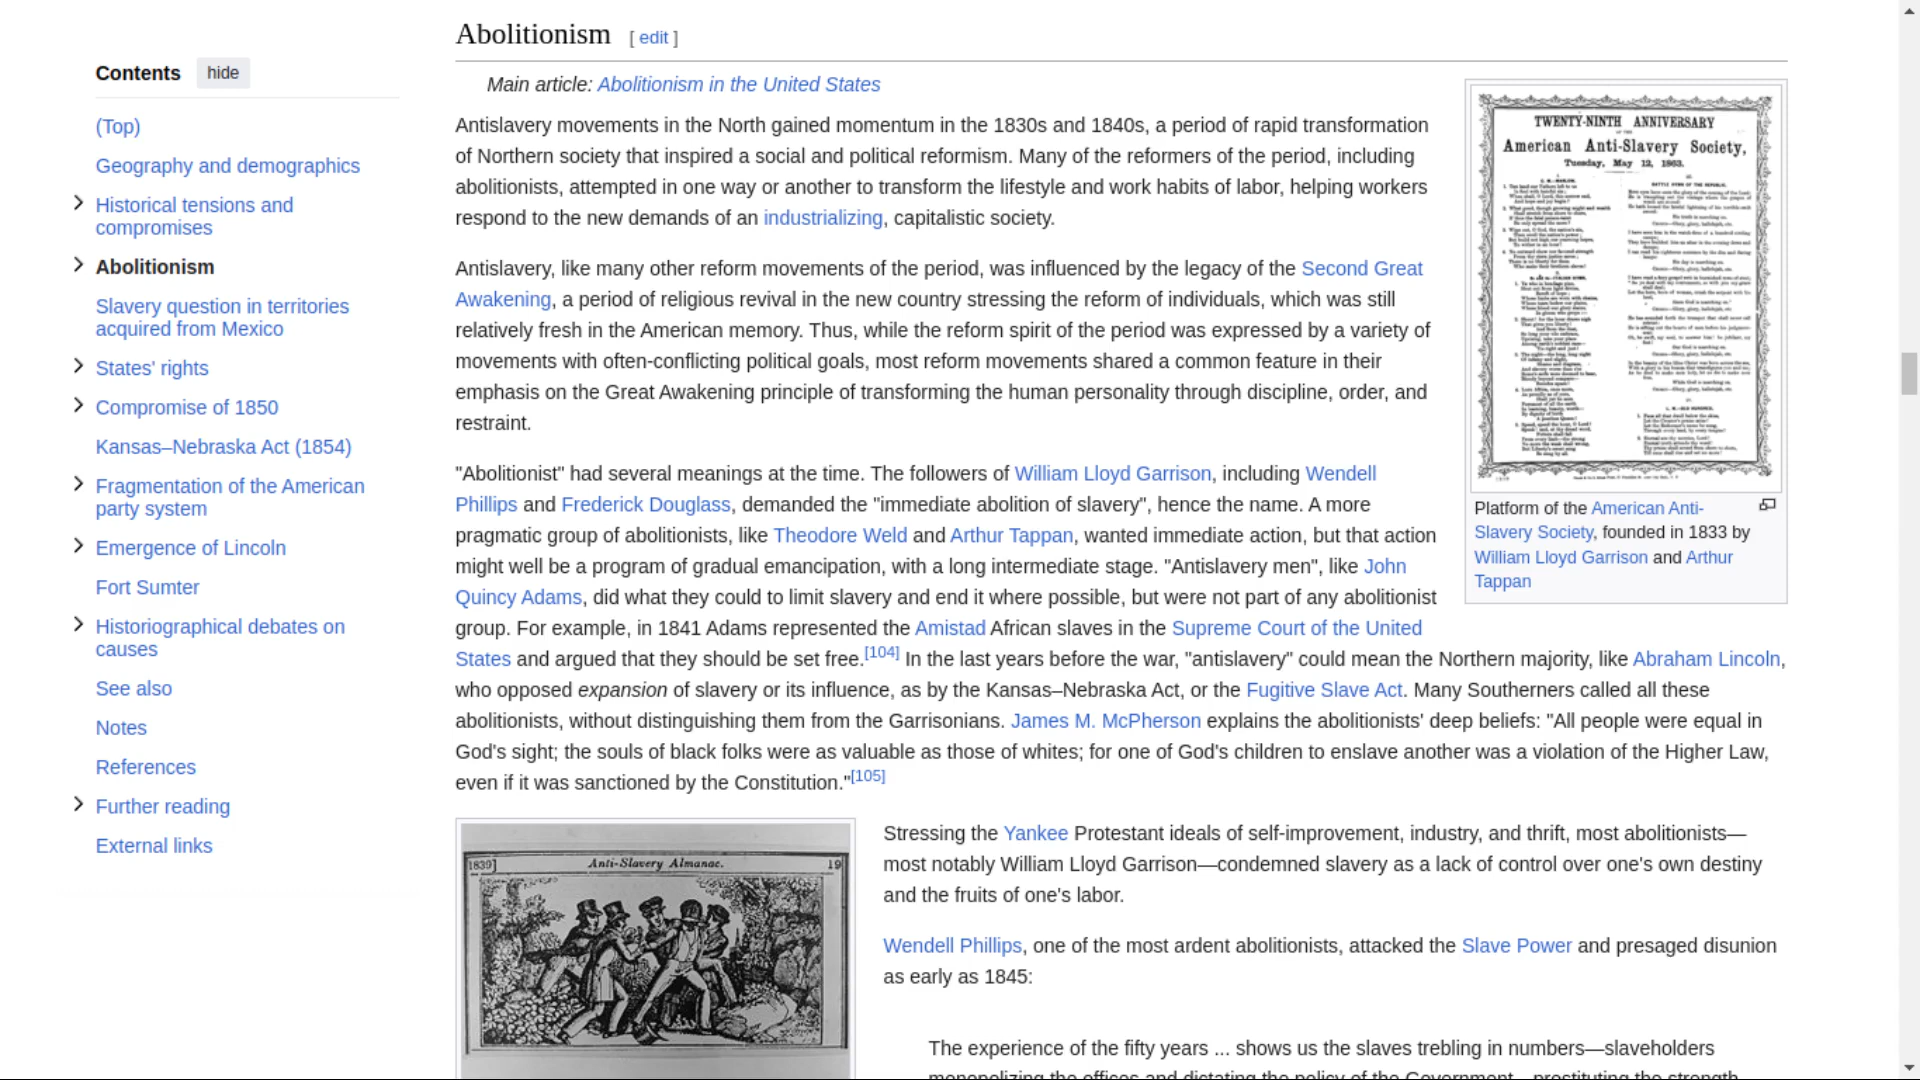 Contents hide
(Top)
Geography and demographics
Historical tensions and
compromises
Abolitionism
Slavery question in territories
acquired from Mexico
States' rights
Compromise of 1850
Kansas–Nebraska Act (1854)
Fragmentation of the American
party system
Emergence of Lincoln
Fort Sumter
Historiographical debates on
causes
See also
Notes
References
Further reading
External links
Abolitionism [ edit ]
Main article: Abolitionism in the United States
Antislavery movements in the North gained momentum in the 1830s and 1840s, a period of rapid transformation
of Northern society that inspired a social and political reformism. Many of the reformers of the period, including
abolitionists, attempted in one way or another to transform the lifestyle and work habits of labor, helping workers
respond to the new demands of an industrializing, capitalistic society.
Antislavery, like many other reform movements of the period, was influenced by the legacy of the Second Great
Awakening, a period of religious revival in the new country stressing the reform of individuals, which was still
relatively fresh in the American memory. Thus, while the reform spirit of the period was expressed by a variety of
movements with often-conflicting political goals, most reform movements shared a common feature in their
emphasis on the Great Awakening principle of transforming the human personality through discipline, order, and
restraint.
"Abolitionist" had several meanings at the time. The followers of William Lloyd Garrison, including Wendell
Phillips and Frederick Douglass, demanded the "immediate abolition of slavery", hence the name. A more
pragmatic group of abolitionists, like Theodore Weld and Arthur Tappan, wanted immediate action, but that action
might well be a program of gradual emancipation, with a long intermediate stage. "Antislavery men", like John
Quincy Adams, did what they could to limit slavery and end it where possible, but were not part of any abolitionist
group. For example, in 1841 Adams represented the Amistad African slaves in the Supreme Court of the United
States and argued that they should be set free.[104] In the last years before the war, "antislavery" could mean the Northern majority, like Abraham Lincoln,
who opposed expansion of slavery or its influence, as by the Kansas–Nebraska Act, or the Fugitive Slave Act. Many Southerners called all these
abolitionists, without distinguishing them from the Garrisonians. James M. McPherson explains the abolitionists' deep beliefs: "All people were equal in
God's sight; the souls of black folks were as valuable as those of whites; for one of God's children to enslave another was a violation of the Higher Law,
even if it was sanctioned by the Constitution."[105]
TWENTY-NINTH ANNIVERSARY
OF THE
American Anti-Slavery Society,
Tuesday, May 12, 1863.
BATTLE HYMN OF THE REPUBLIC.
Platform of the American Anti-
Slavery Society, founded in 1833 by
William Lloyd Garrison and Arthur
Tappan
1839] Anti-Slavery Almanac. 19
Stressing the Yankee Protestant ideals of self-improvement, industry, and thrift, most abolitionists—
most notably William Lloyd Garrison—condemned slavery as a lack of control over one's own destiny
and the fruits of one's labor.
Wendell Phillips, one of the most ardent abolitionists, attacked the Slave Power and presaged disunion
as early as 1845:
The experience of the fifty years ... shows us the slaves trebling in numbers—slaveholders
monopolizing the offices and dictating the policy of the Government—prostituting the strength